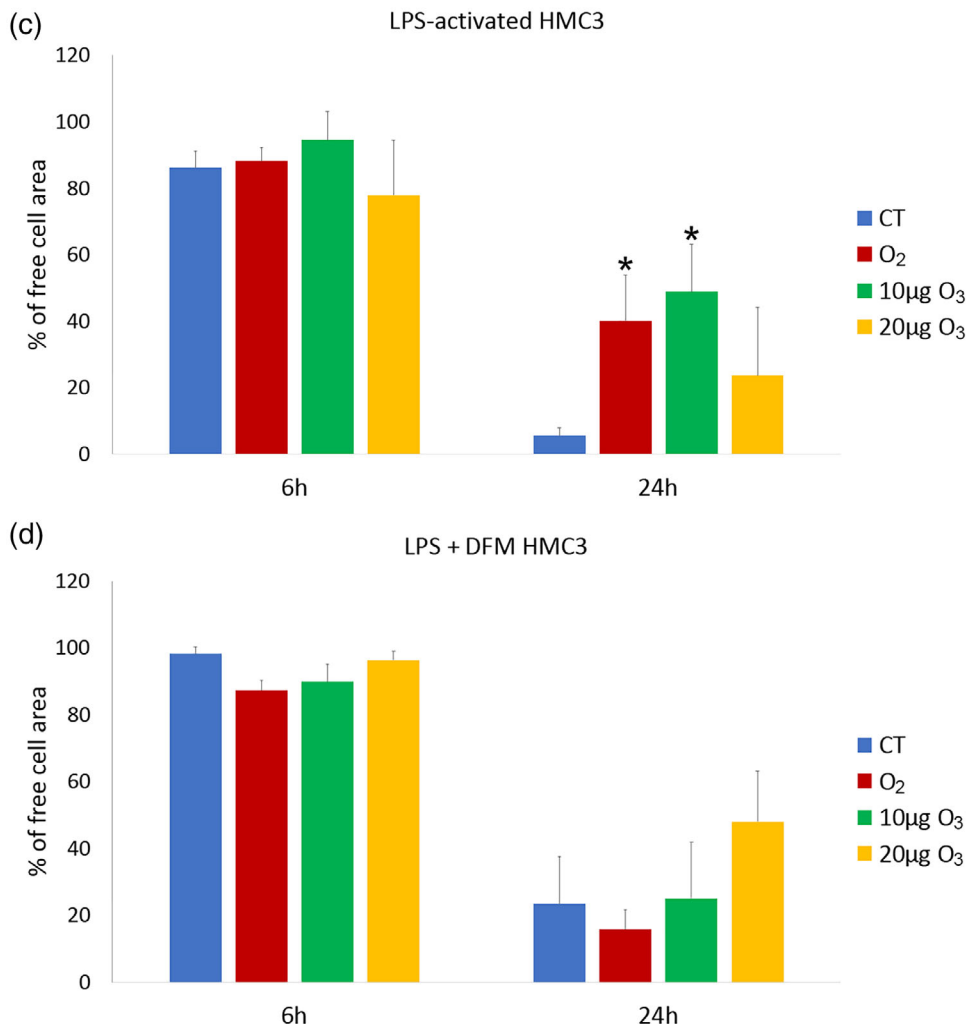 (c)
LPS-activated HMC3
120
100
80
60
40
20
0
% of free cell area
*
*
6h
24h
CT
O₂
10µg O₃
20µg O₃
(d)
LPS + DFM HMC3
120
100
80
60
40
20
0
% of free cell area
6h
24h
CT
O₂
10µg O₃
20µg O₃